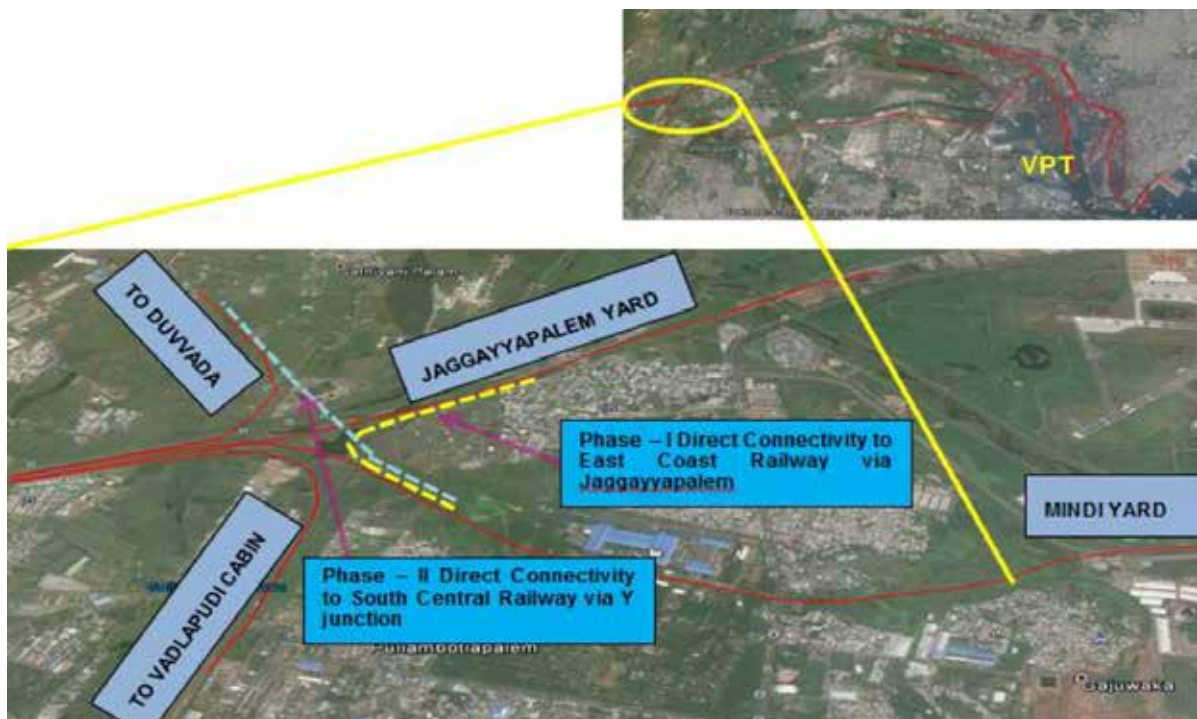 VPT
TO DUVVADA
JAGGAYYAPALEM YARD
Phase – I Direct Connectivity to
East Coast Railway via
Jaggayyapalem
MINDI YARD
Phase – II Direct Connectivity
to South Central Railway via Y
junction
TO VADLAPUDI CABIN
Gajuwaka